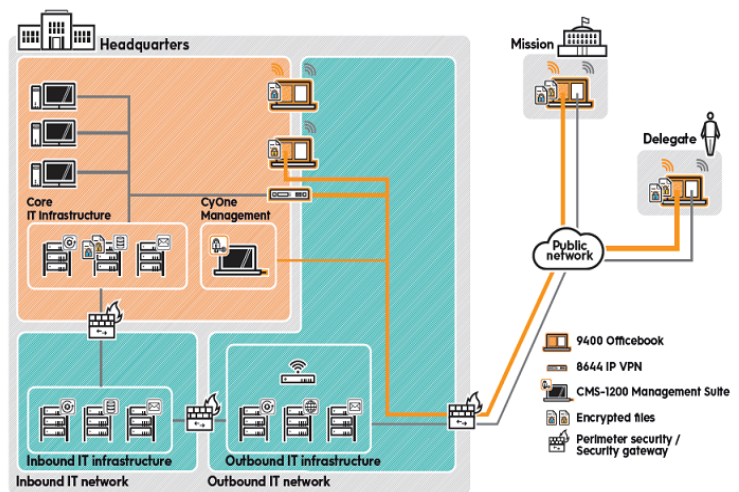 Headquarters
Mission
Delegate
Core
IT Infrastructure
CyOne
Management
Public
network
9400 Officebook
8644 IP VPN
CMS-1200 Management Suite
Encrypted files
Perimeter security /
Security gateway
Inbound IT infrastructure
Outbound IT infrastructure
Inbound IT network
Outbound IT network